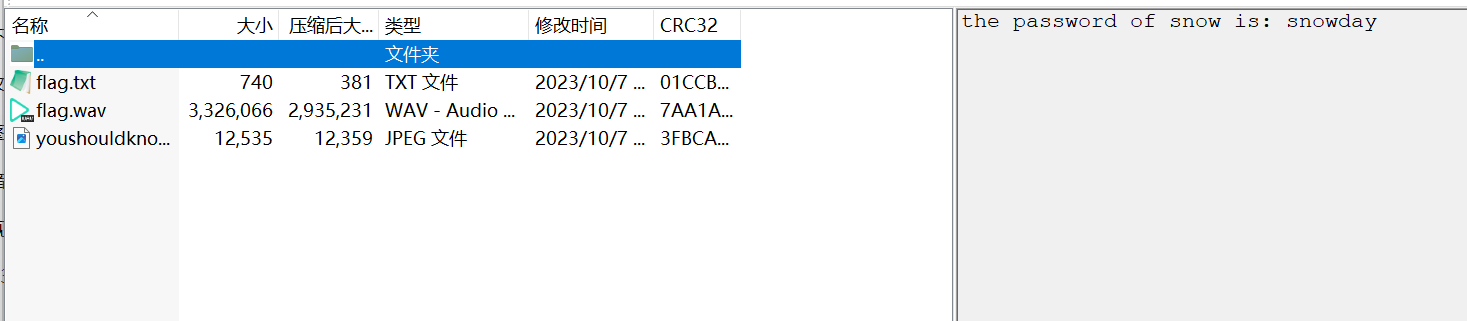 名称 大小 压缩后大... 类型 修改时间 CRC32
.. 文件夹
flag.txt 740 381 TXT 文件 2023/10/7 ... 01CCB...
flag.wav 3,326,066 2,935,231 WAV - Audio ... 2023/10/7 ... 7AA1A...
youshouldkno... 12,535 12,359 JPEG 文件 2023/10/7 ... 3FBCA...
the password of snow is: snowday